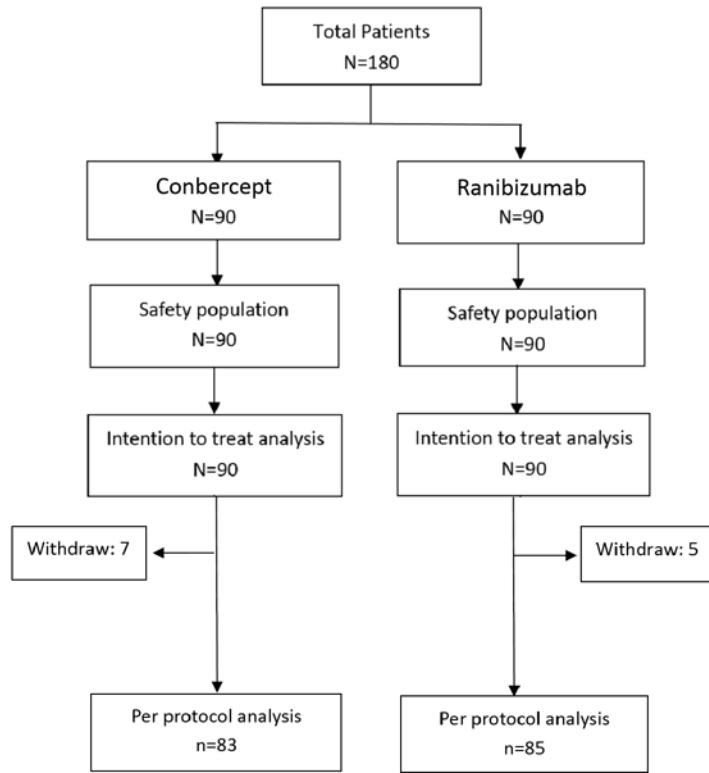 Total Patients
N=180
Conbercept
N=90
Ranibizumab
N=90
Safety population
N=90
Safety population
N=90
Intention to treat analysis
N=90
Intention to treat analysis
N=90
Withdraw: 7
Withdraw: 5
Per protocol analysis
n=83
Per protocol analysis
n=85